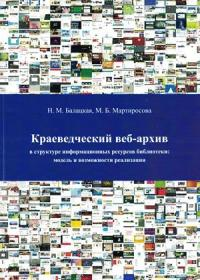 Н. М. Балацкая, М. Б. Мартиросова
Краеведческий веб-архив
в структуре информационных ресурсов библиотеки:
модель и возможности реализации